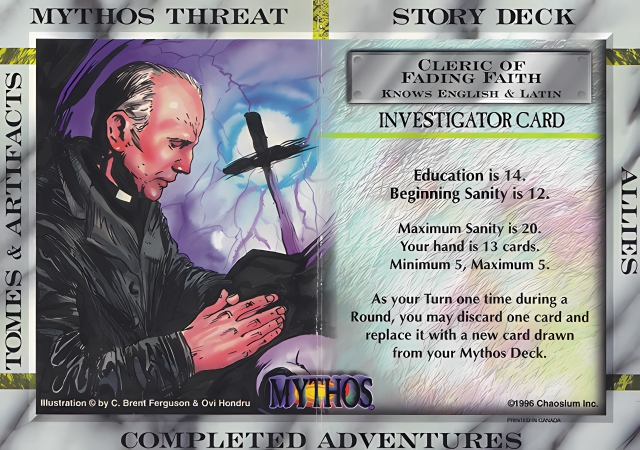 MYTHOS THREAT
STORY DECK
TOMES & ARTIFACTS
CLERIC OF
FADING FAITH
KNOWS ENGLISH & LATIN
INVESTIGATOR CARD
Education is 14.
Beginning Sanity is 12.
Maximum Sanity is 20.
Your hand is 13 cards.
Minimum 5, Maximum 5.
As your Turn one time during a
Round, you may discard one card and
replace it with a new card drawn
from your Mythos Deck.
ALLIES
MYTHOS
Illustration © by C. Brent Ferguson & Ovi Hondru
©1996 Chaosium Inc.
PRINTED IN CANADA
COMPLETED ADVENTURES